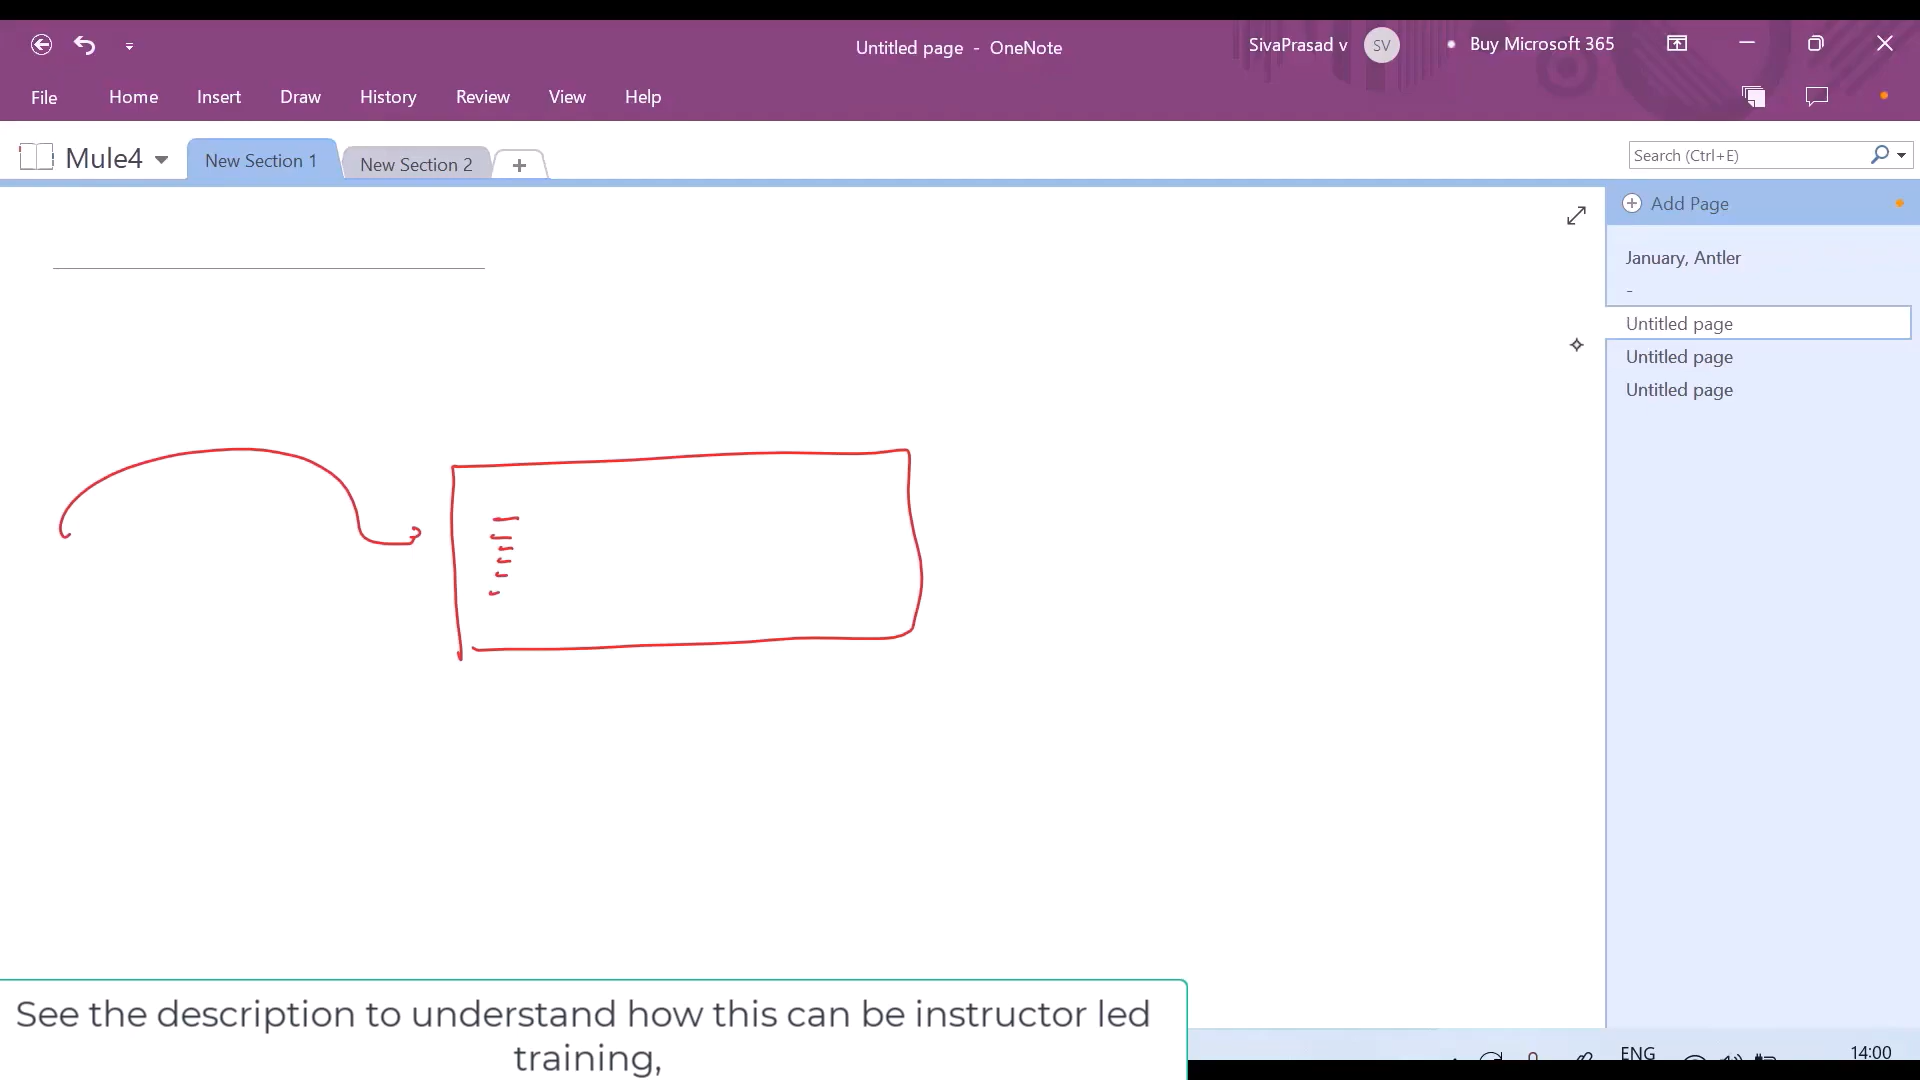 Untitled page - OneNote
SivaPrasad v
SV
Buy Microsoft 365
File
Home
Insert
Draw
History
Review
View
Help
Mule4
New Section 1
New Section 2
Search (Ctrl+E)
Add Page
January, Antler
-
Untitled page
Untitled page
Untitled page
See the description to understand how this can be instructor led
training,
ENG
14:00